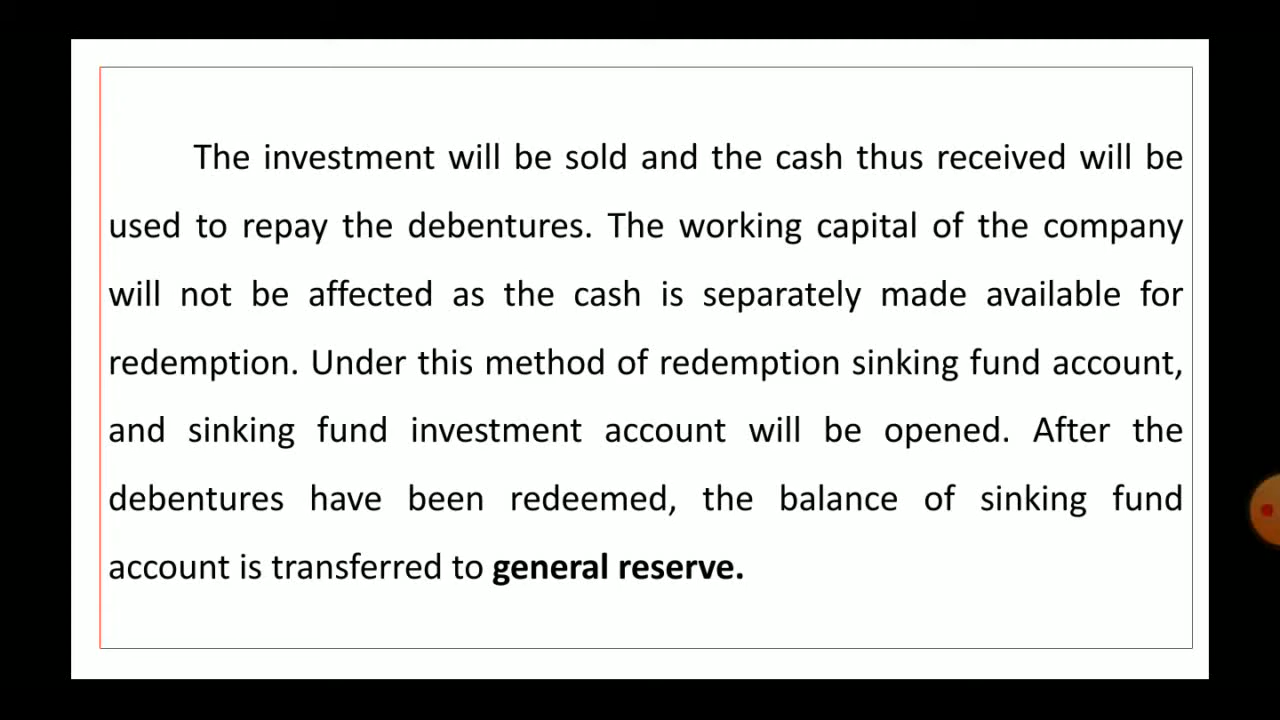 The investment will be sold and the cash thus received will be
used to repay the debentures. The working capital of the company
will not be affected as the cash is separately made available for
redemption. Under this method of redemption sinking fund account,
and sinking fund investment account will be opened. After the
debentures have been redeemed, the balance of sinking fund
account is transferred to general reserve.